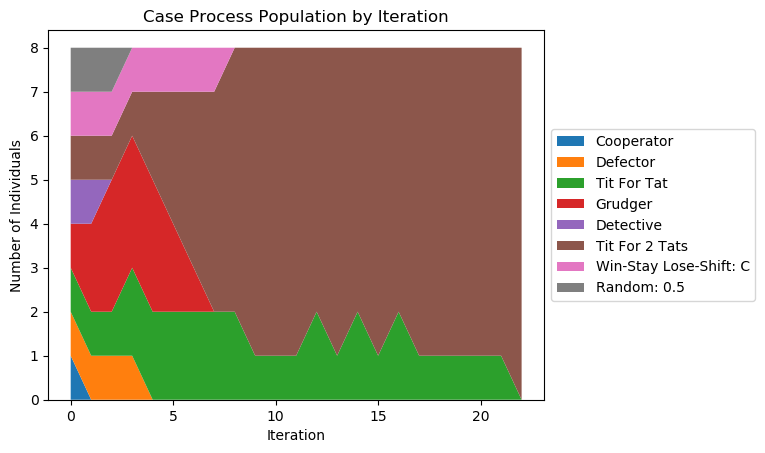 Case Process Population by Iteration
Number of Individuals
8
7
6
5
4
3
2
1
0
0 5 10 15 20
Iteration
Cooperator
Defector
Tit For Tat
Grudger
Detective
Tit For 2 Tats
Win-Stay Lose-Shift: C
Random: 0.5